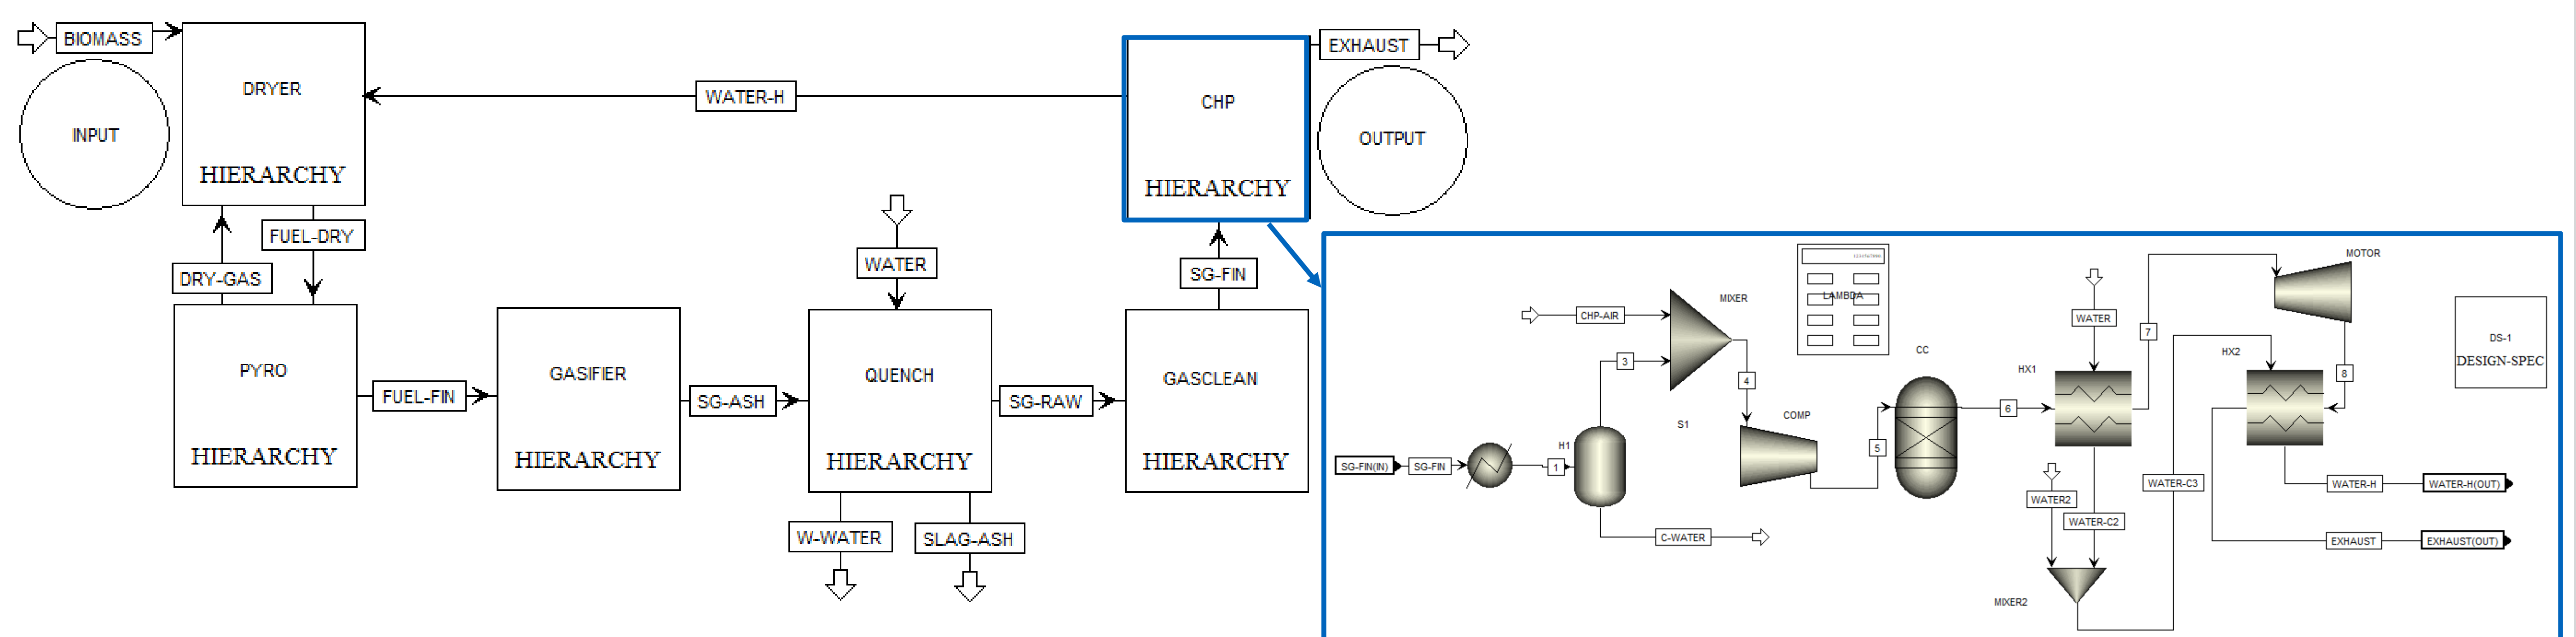 BIOMASS
INPUT
DRYER
HIERARCHY
WATER-H
CHP
HIERARCHY
EXHAUST
OUTPUT
FUEL-DRY
DRY-GAS
WATER
SG-FIN
PYRO
HIERARCHY
FUEL-FIN
GASIFIER
HIERARCHY
SG-ASH
QUENCH
HIERARCHY
SG-RAW
GASCLEAN
HIERARCHY
W-WATER
SLAG-ASH
SG-FIN(IN)
SG-FIN
H1
1
C-WATER
CHP-AIR
3
MIXER
4
S1
COMP
5
LAMBDA
CC
6
WATER
HX1
7
MOTOR
8
HX2
DS-1
DESIGN-SPEC
WATER2
WATER-C2
MIXER2
WATER-C3
WATER-H
WATER-H(OUT)
EXHAUST
EXHAUST(OUT)